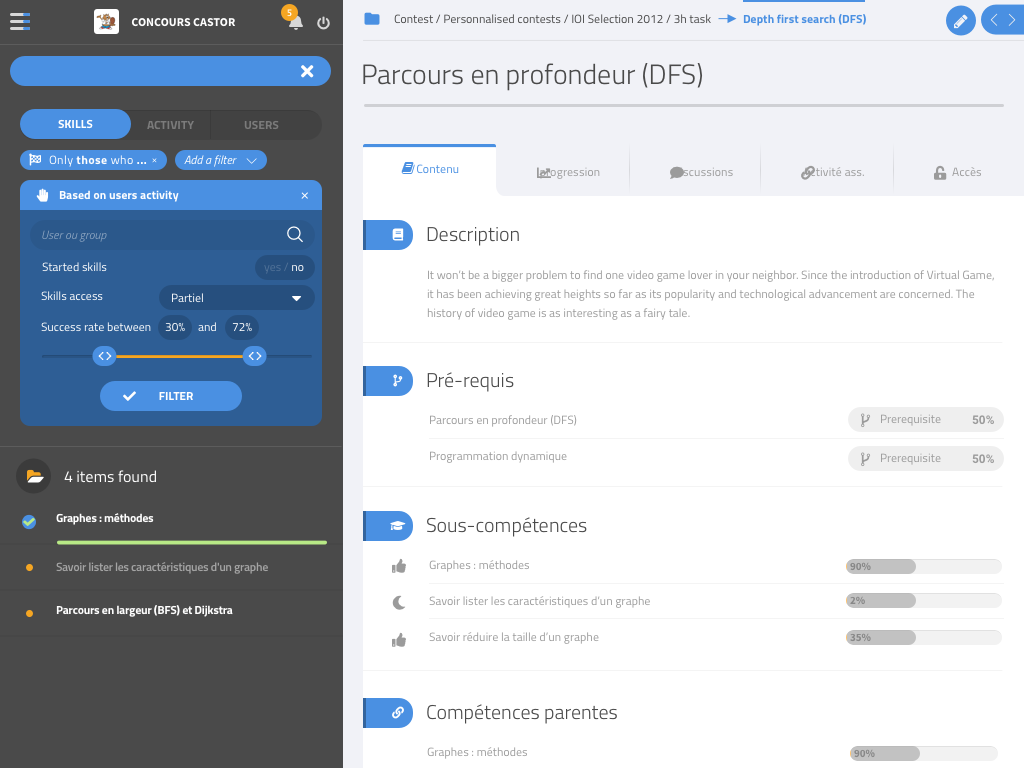 CONCOURS CASTOR
5
SKILLS
ACTIVITY
USERS
Only those who ... ×
Add a filter
Based on users activity ×
User ou group
Started skills
yes / no
Skills access
Partiel
Success rate between 30% and 72%
FILTER
4 items found
Graphes : méthodes
Savoir lister les caractéristiques d'un graphe
Parcours en largeur (BFS) et Dijkstra
Contest / Personnalised contests / IOI Selection 2012 / 3h task
Depth first search (DFS)
Parcours en profondeur (DFS)
Contenu
ogression
scussions
tivité ass.
Accès
Description
It won't be a bigger problem to find one video game lover in your neighbor. Since the introduction of Virtual Game,
it has been achieving great heights so far as its popularity and technological advancement are concerned. The
history of video game is as interesting as a fairy tale.
Pré-requis
Parcours en profondeur (DFS)
Prerequisite 50%
Programmation dynamique
Prerequisite 50%
Sous-compétences
Graphes : méthodes
90%
Savoir lister les caractéristiques d'un graphe
2%
Savoir réduire la taille d'un graphe
35%
Compétences parentes
Graphes : méthodes
90%